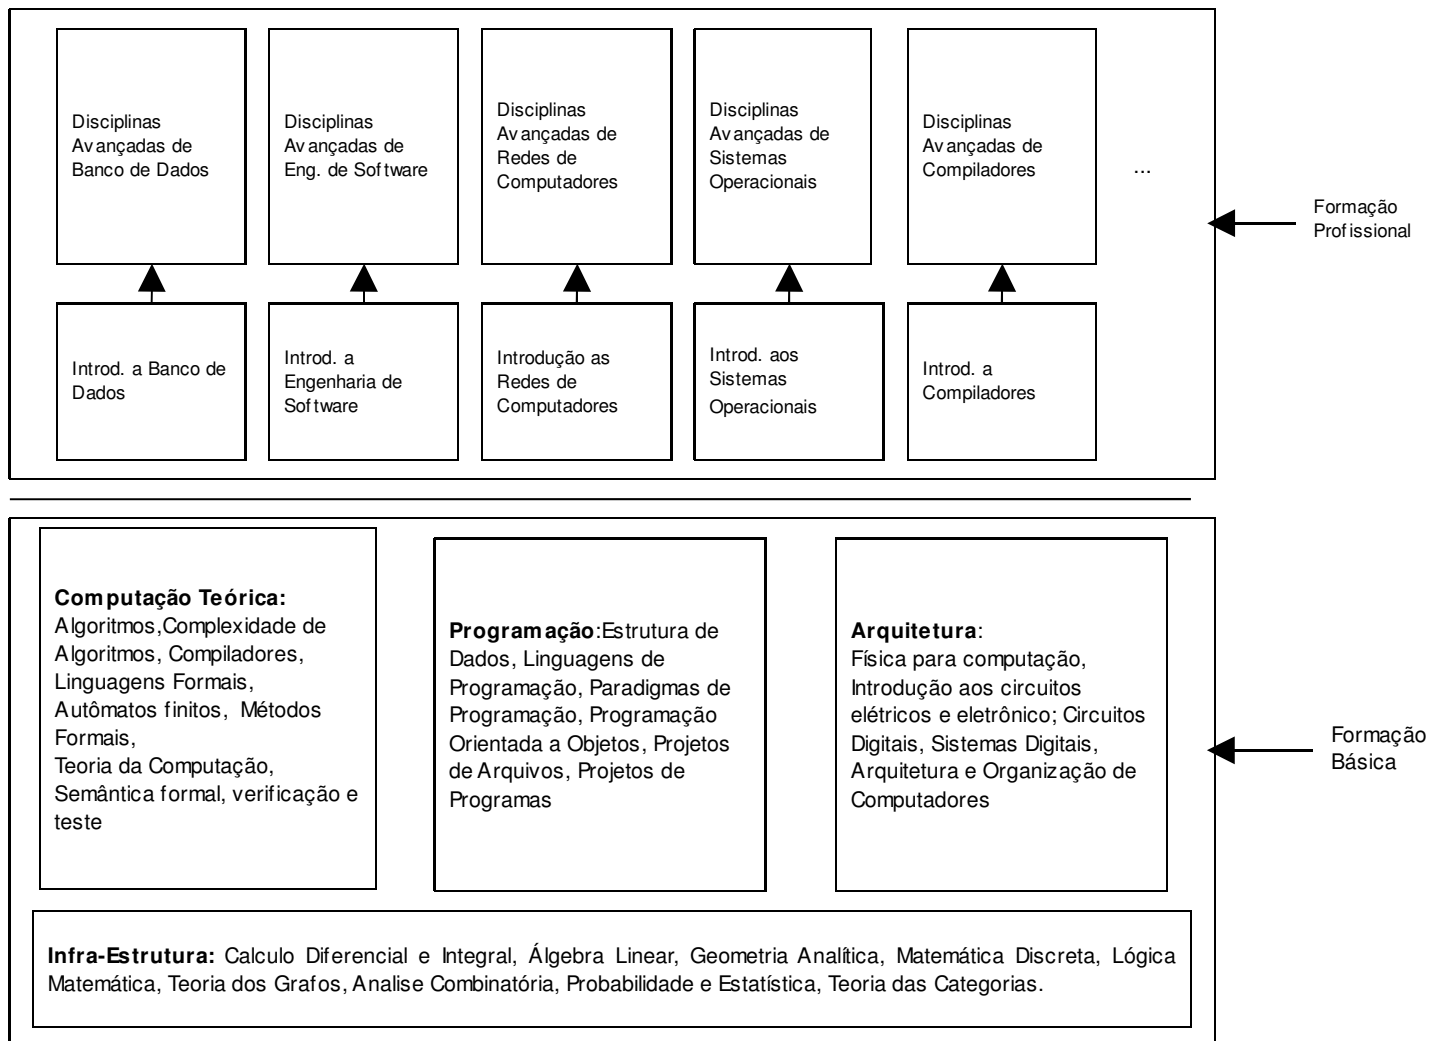 Disciplinas
Avançadas de
Banco de Dados
Disciplinas
Avançadas de
Eng. de Software
Disciplinas
Avançadas de
Redes de
Computadores
Disciplinas
Avançadas de
Sistemas
Operacionais
Disciplinas
Avançadas de
Compiladores
...
Formação
Profissional
Introd. a Banco de
Dados
Introd. a
Engenharia de
Software
Introdução as
Redes de
Computadores
Introd. aos
Sistemas
Operacionais
Introd. a
Compiladores
Computação Teórica:
Algoritmos,Complexidade de
Algoritmos, Compiladores,
Linguagens Formais,
Autômatos finitos, Métodos
Formais,
Teoria da Computação,
Semântica formal, verificação e
teste
Programação:Estrutura de
Dados, Linguagens de
Programação, Paradigmas de
Programação, Programação
Orientada a Objetos, Projetos
de Arquivos, Projetos de
Programas
Arquitetura:
Física para computação,
Introdução aos circuitos
elétricos e eletrônico; Circuitos
Digitais, Sistemas Digitais,
Arquitetura e Organização de
Computadores
Formação
Básica
Infra-Estrutura: Calculo Diferencial e Integral, Álgebra Linear, Geometria Analítica, Matemática Discreta, Lógica
Matemática, Teoria dos Grafos, Analise Combinatória, Probabilidade e Estatística, Teoria das Categorias.